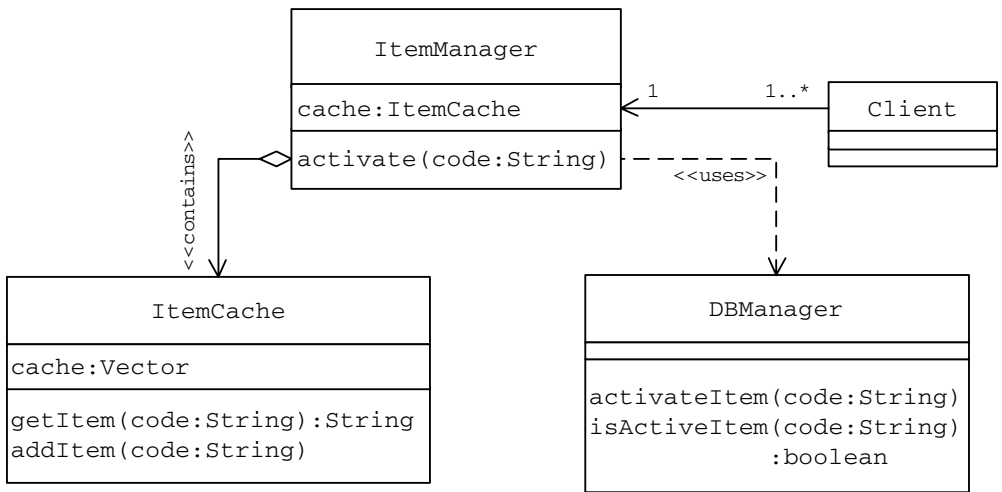 ItemManager
cache:ItemCache
activate(code:String)
1
1..*
Client
<<contains>>
<<uses>>
ItemCache
cache:Vector
getItem(code:String):String
addItem(code:String)
DBManager
activateItem(code:String)
isActiveItem(code:String)
:boolean